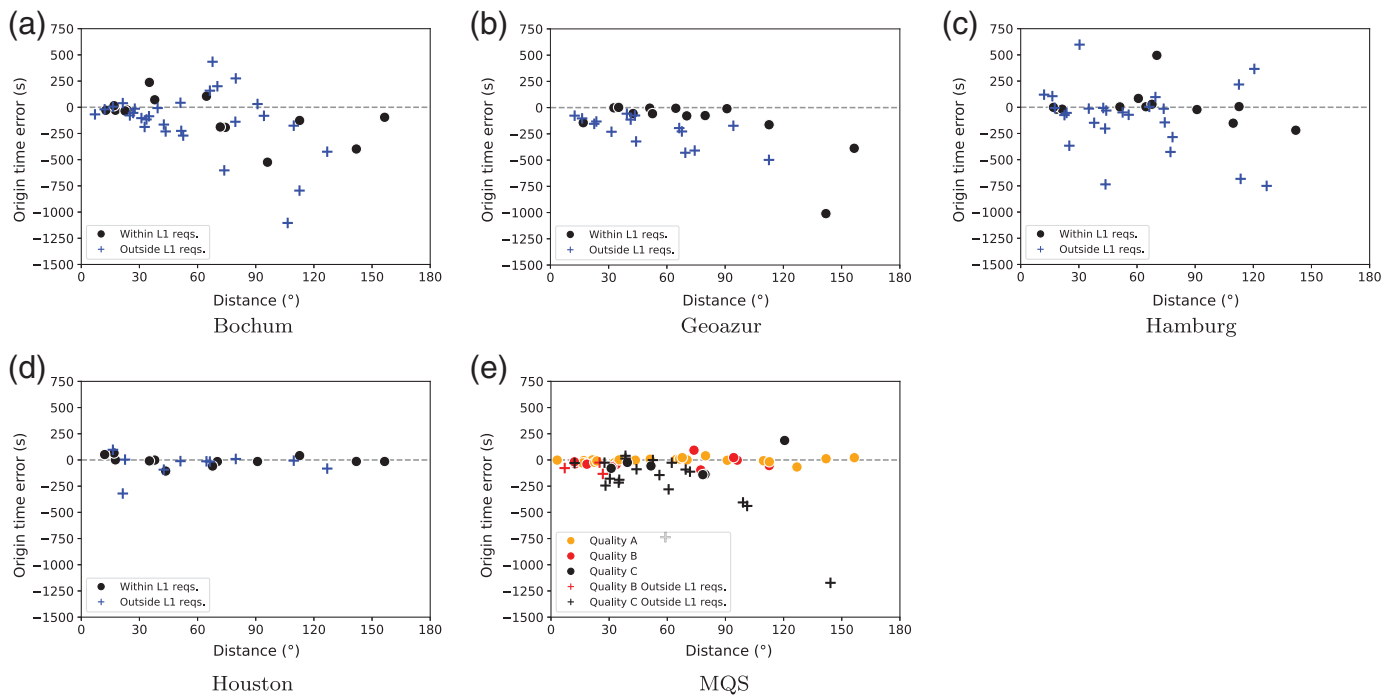 (a)
750
500
250
0
−250
−500
−750
−1000
−1250
−1500
Origin time error (s)
Within L1 reqs.
Outside L1 reqs.
0 30 60 90 120 150 180
Distance (°)
Bochum
(b)
750
500
250
0
−250
−500
−750
−1000
−1250
−1500
Origin time error (s)
Within L1 reqs.
Outside L1 reqs.
0 30 60 90 120 150 180
Distance (°)
Geoazur
(c)
750
500
250
0
−250
−500
−750
−1000
−1250
−1500
Origin time error (s)
Within L1 reqs.
Outside L1 reqs.
0 30 60 90 120 150 180
Distance (°)
Hamburg
(d)
750
500
250
0
−250
−500
−750
−1000
−1250
−1500
Origin time error (s)
Within L1 reqs.
Outside L1 reqs.
0 30 60 90 120 150 180
Distance (°)
Houston
(e)
750
500
250
0
−250
−500
−750
−1000
−1250
−1500
Origin time error (s)
Quality A
Quality B
Quality C
Quality B Outside L1 reqs.
Quality C Outside L1 reqs.
0 30 60 90 120 150 180
Distance (°)
MQS